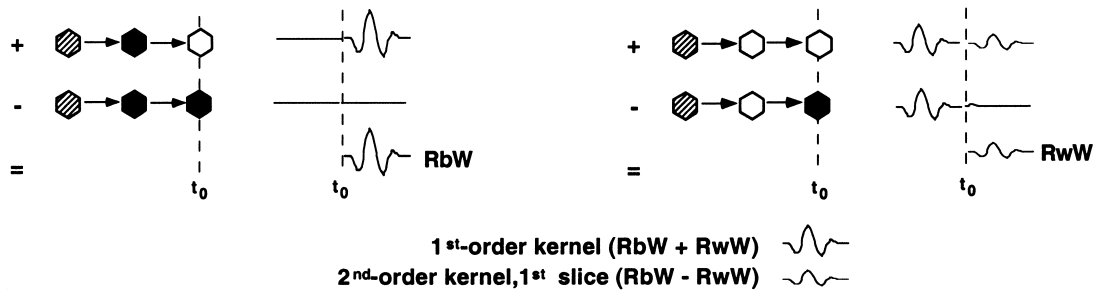 +
+
-
-
RbW
RwW
=
=
t0
t0
t0
t0
1st-order kernel (RbW + RwW)
2nd-order kernel,1st slice (RbW - RwW)